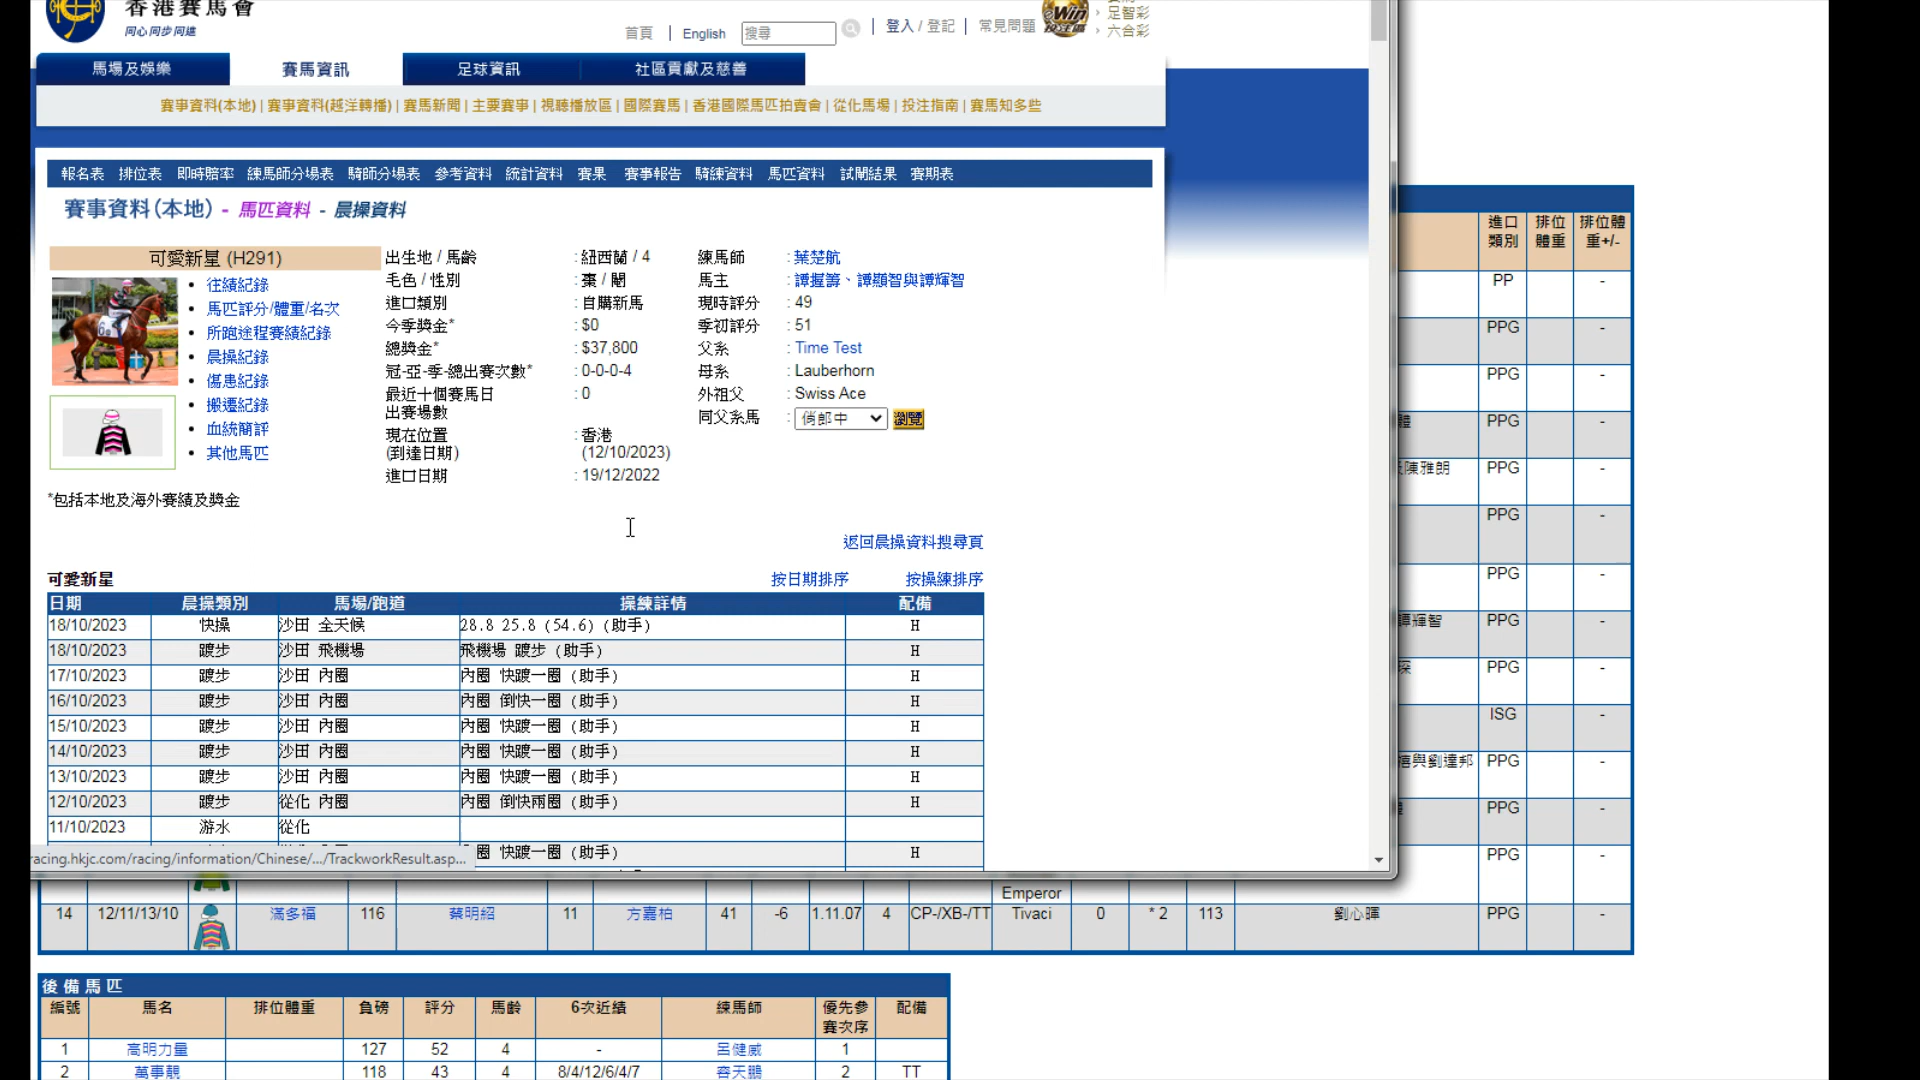 香港賽馬會
同心同步同進
首頁 | English 搜尋 | 登入 / 登記 | 常見問題
eWin
› 足智彩
› 六合彩
馬場及娛樂 賽馬資訊 足球資訊 社區貢獻及慈善
賽事資料(本地) | 賽事資料(越洋轉播) | 賽馬新聞 | 主要賽事 | 視聽播放區 | 國際賽馬 | 香港國際馬匹拍賣會 | 從化馬場 | 投注指南 | 賽馬知多些
報名表 排位表 即時賠率 練馬師分場表 騎師分場表 參考資料 統計資料 賽果 賽事報告 騎練資料 馬匹資料 試閘結果 賽期表
賽事資料(本地) - 馬匹資料 - 晨操資料
進口類別 排位體重 排位體重+/-
可愛新星 (H291)
往績紀錄
馬匹評分/體重/名次
所跑途程賽績紀錄
晨操紀錄
傷患紀錄
搬遷紀錄
血統簡評
其他馬匹
出生地 / 馬齡 : 紐西蘭 / 4 練馬師 : 葉楚航
毛色 / 性別 : 棗 / 閹 馬主 : 譚握籌、譚顯智與譚輝智
進口類別 : 自購新馬 現時評分 : 49
今季獎金* : $0 季初評分 : 51
總獎金* : $37,800 父系 : Time Test
冠-亞-季-總出賽次數* : 0-0-0-4 母系 : Lauberhorn
最近十個賽馬日出賽場數 : 0 外祖父 : Swiss Ace
同父系馬 : 俏郎中 瀏覽
現在位置 (到達日期) : 香港 (12/10/2023)
進口日期 : 19/12/2022
*包括本地及海外賽績及獎金
返回晨操資料搜尋頁
可愛新星 按日期排序 按操練排序
日期 晨操類別 馬場/跑道 操練詳情 配備
18/10/2023 快操 沙田 全天候 28.8 25.8 (54.6) (助手) H
18/10/2023 踱步 沙田 飛機場 飛機場 踱步 (助手) H
17/10/2023 踱步 沙田 內圈 內圈 快踱一圈 (助手) H
16/10/2023 踱步 沙田 內圈 內圈 倒快一圈 (助手) H
15/10/2023 踱步 沙田 內圈 內圈 快踱一圈 (助手) H
14/10/2023 踱步 沙田 內圈 內圈 快踱一圈 (助手) H
13/10/2023 踱步 沙田 內圈 內圈 快踱一圈 (助手) H
12/10/2023 踱步 從化 內圈 內圈 倒快兩圈 (助手) H
11/10/2023 游水 從化
圈 快踱一圈 (助手) H
racing.hkjc.com/racing/information/Chinese/.../TrackworkResult.asp...
PP -
PPG -
PPG -
PPG -
陳雅朗 PPG -
PPG -
PPG -
譚輝智 PPG -
PPG -
ISG -
與劉達邦 PPG -
PPG -
PPG -
Emperor
14 12/11/13/10 滿多福 116 蔡明紹 11 方嘉柏 41 -6 1.11.07 4 CP-/XB-/TT Tivaci 0 * 2 113 劉心暉 PPG -
後備馬匹
編號 馬名 排位體重 負磅 評分 馬齡 6次近績 練馬師 優先參賽次序 配備
1 高明力量 127 52 4 - 呂健威 1
2 萬事靚 118 43 4 8/4/12/6/4/7 容天鵬 2 TT